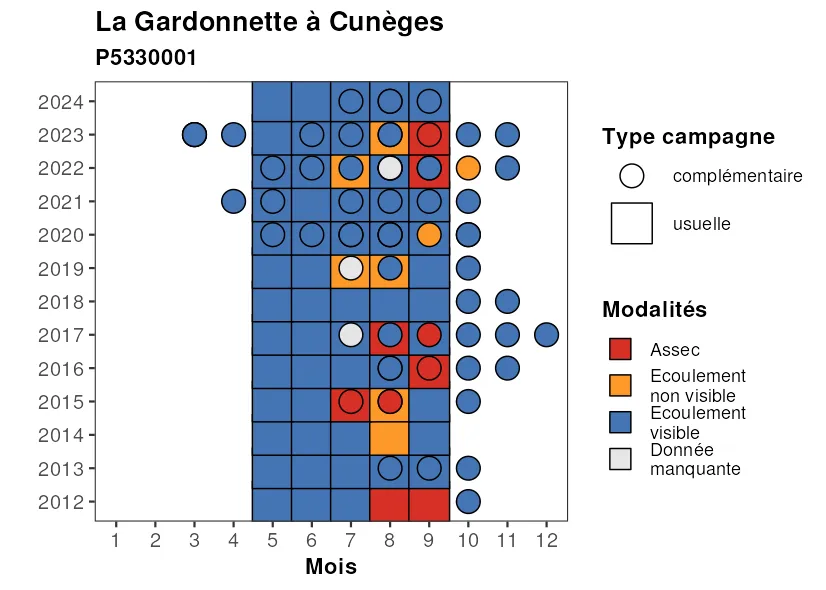 La Gardonnette à Cunèges
P5330001
2024
2023
2022
2021
2020
2019
2018
2017
2016
2015
2014
2013
2012
1 2 3 4 5 6 7 8 9 10 11 12
Mois
Type campagne
complémentaire
usuelle
Modalités
Assec
Ecoulement
non visible
Ecoulement
visible
Donnée
manquante